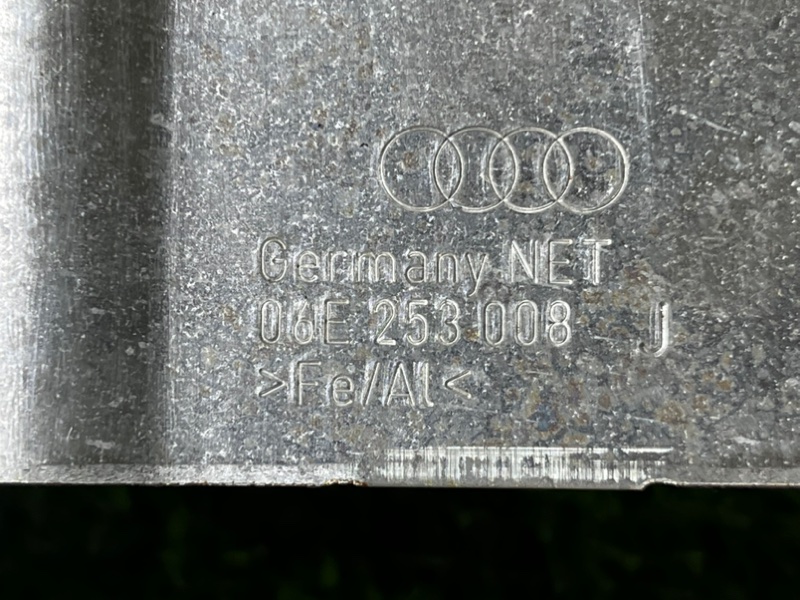 Germany NET
06E 253 008 J
>Fe/Al<